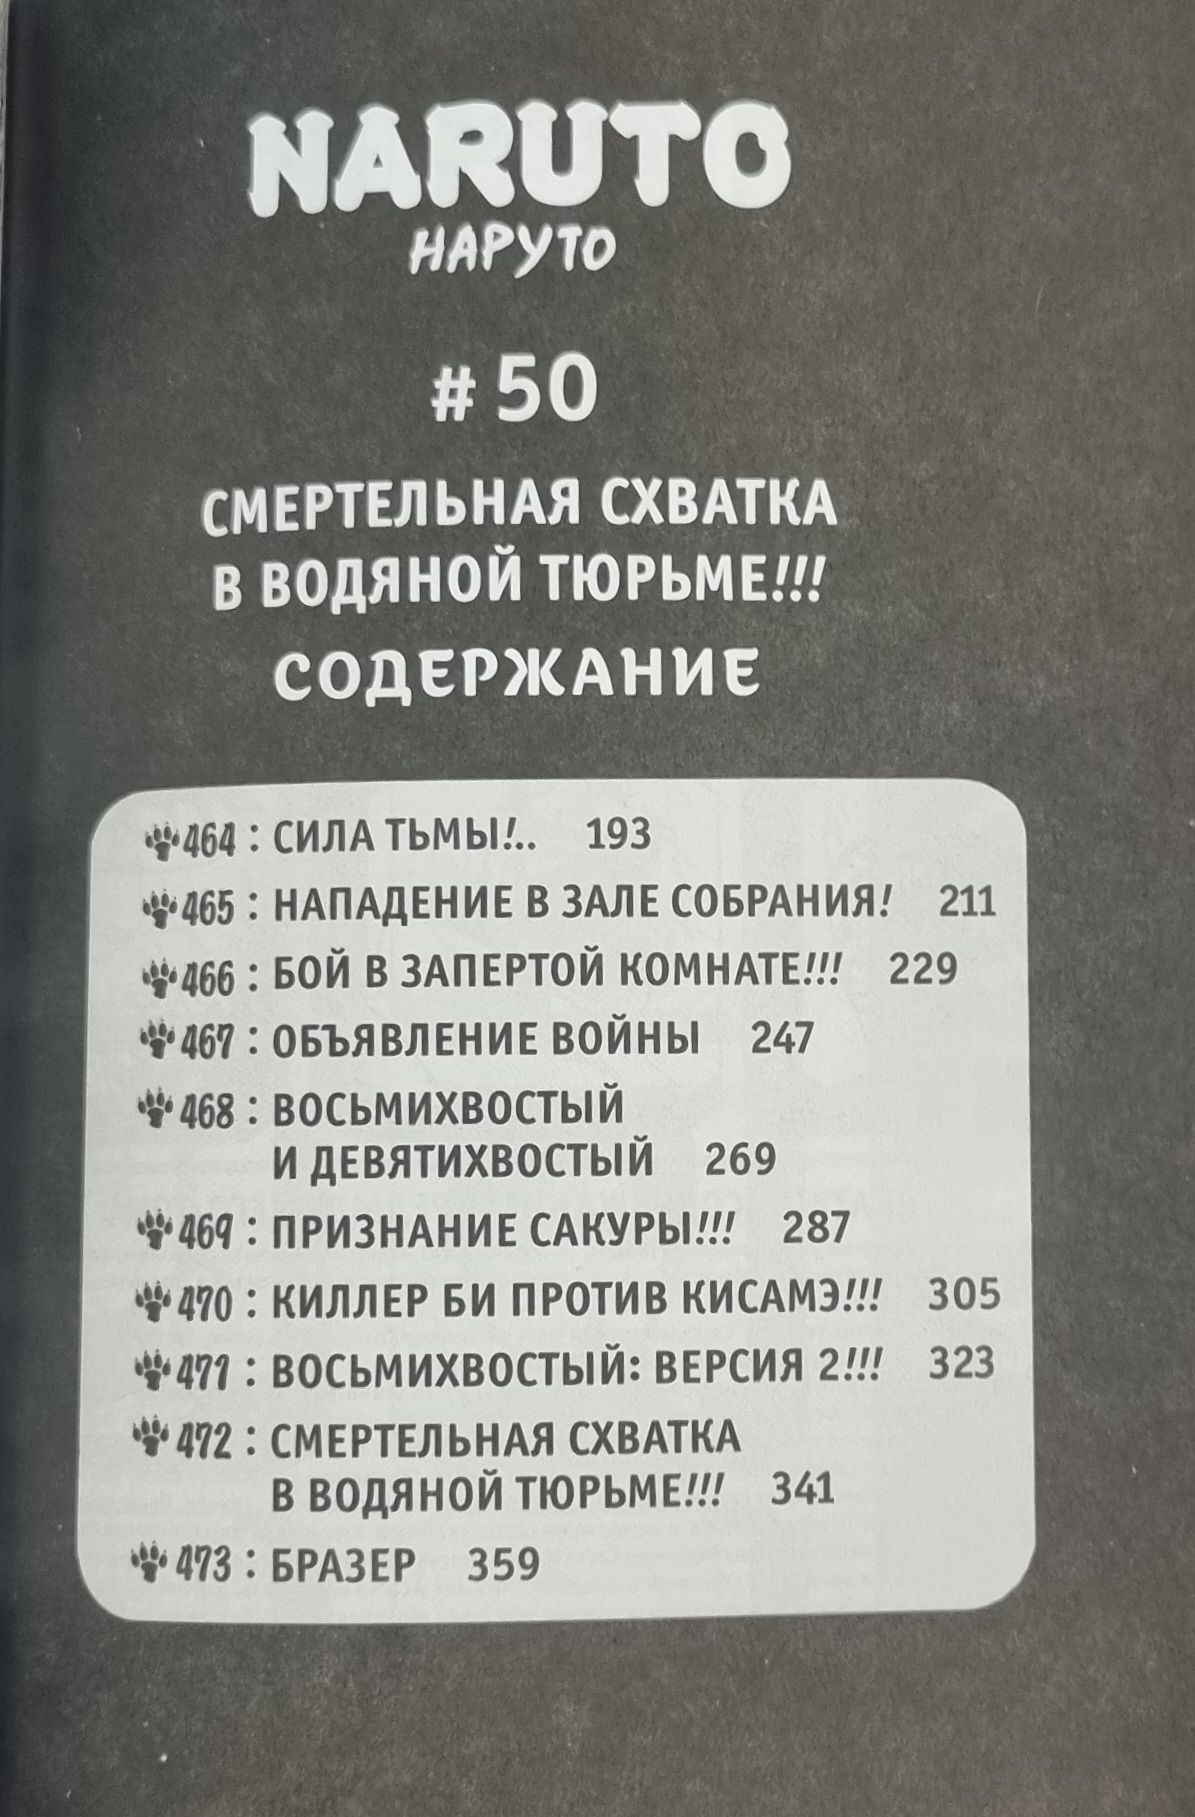 NARUTO
НАРУТО
# 50
СМЕРТЕЛЬНАЯ СХВАТКА
В ВОДЯНОЙ ТЮРЬМЕ!!!
СОДЕРЖАНИЕ
464 : СИЛА ТЬМЫ!.. 193
465 : НАПАДЕНИЕ В ЗАЛЕ СОБРАНИЯ! 211
466 : БОЙ В ЗАПЕРТОЙ КОМНАТЕ!!! 229
467 : ОБЪЯВЛЕНИЕ ВОЙНЫ 247
468 : ВОСЬМИХВОСТЫЙ
И ДЕВЯТИХВОСТЫЙ 269
469 : ПРИЗНАНИЕ САКУРЫ!!! 287
470 : КИЛЛЕР БИ ПРОТИВ КИСАМЭ!!! 305
471 : ВОСЬМИХВОСТЫЙ: ВЕРСИЯ 2!!! 323
472 : СМЕРТЕЛЬНАЯ СХВАТКА
В ВОДЯНОЙ ТЮРЬМЕ!!! 341
473 : БРАЗЕР 359